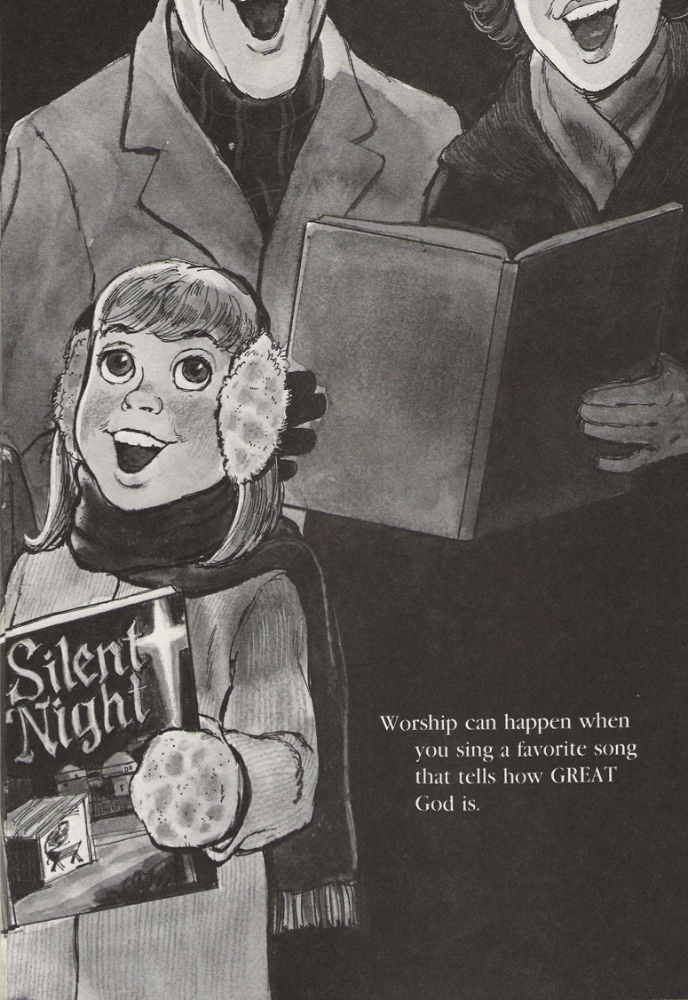 Silent
Night
Worship can happen when
you sing a favorite song
that tells how GREAT
God is.